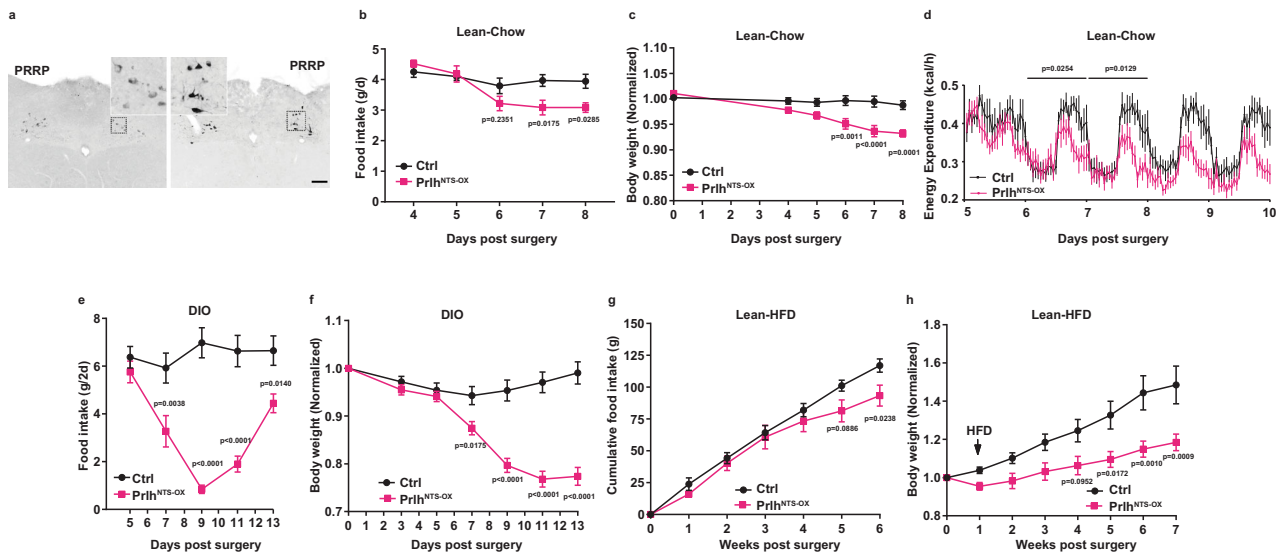 a
PRRP
PRRP
b
Lean-Chow
Food intake (g/d)
5
4
3
2
1
0
p=0.2351
p=0.0175
p=0.0285
Ctrl
Prlh^NTS-OX
4 5 6 7 8
Days post surgery
c
Lean-Chow
Body weight (Normalized)
1.10
1.05
1.00
0.95
0.90
0.85
0.80
p=0.0011
p<0.0001
p=0.0001
Ctrl
Prlh^NTS-OX
0 1 2 3 4 5 6 7 8
Days post surgery
d
Lean-Chow
p=0.0254 p=0.0129
Energy Expenditure (kcal/h)
0.5
0.4
0.3
0.2
Ctrl
Prlh^NTS-OX
5 6 7 8 9 10
Days post surgery
e
DIO
Food intake (g/2d)
8
6
4
2
0
p=0.0140
p=0.0038
p<0.0001
p<0.0001
Ctrl
Prlh^NTS-OX
5 7 9 11 12 13
Days post surgery
f
DIO
Body weight (Normalized)
1.0
1.0
0.9
0.8
0.7
p=0.0175
p<0.0001
p<0.0001
p<0.0001
Ctrl
Prlh^NTS-OX
0 1 2 3 4 5 6 7 8 9 10 11 12 13
Days post surgery
g
Lean-HFD
Cumulative food intake (g)
150
125
100
75
50
25
0
p=0.0886
p=0.0238
Ctrl
Prlh^NTS-OX
0 1 2 3 4 5 6
Weeks post surgery
h
Lean-HFD
Body weight (Normalized)
1.8
1.6
1.4
1.2
1.0
0.8
HFD
p=0.0952
p=0.0172
p=0.0010
p=0.0009
Ctrl
Prlh^NTS-OX
0 1 2 3 4 5 6 7
Weeks post surgery